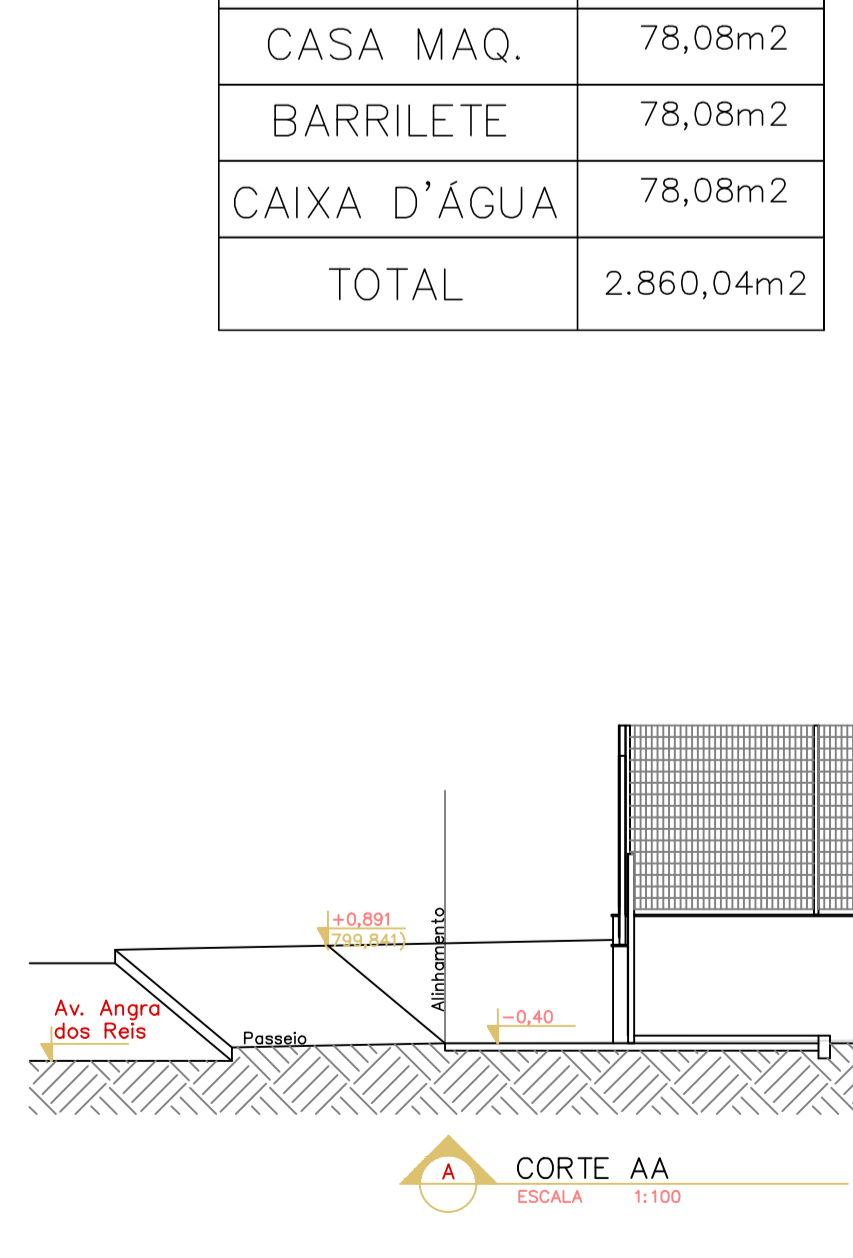 CASA MAQ. 78,08m2
BARRILETE 78,08m2
CAIXA D'ÁGUA 78,08m2
TOTAL 2.860,04m2
+0,891
799,841)
Alinhamento
Av. Angra
dos Reis
Passeio
−0,40
A
CORTE AA
ESCALA 1:100